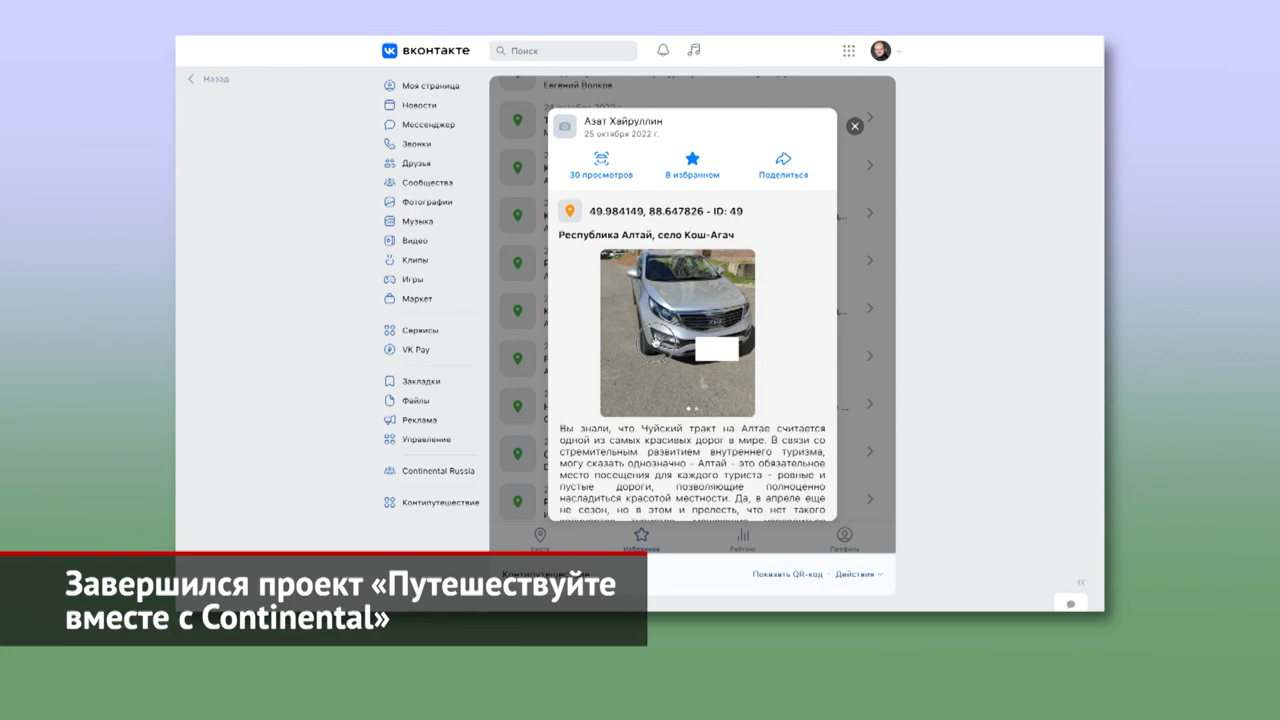 вконтакте
Поиск
Назад
Моя страница
Новости
Мессенджер
Звонки
Друзья
Сообщества
Фотографии
Музыка
Видео
Клипы
Игры
Маркет
Сервисы
VK Pay
Закладки
Файлы
Реклама
Управление
Continental Russia
Контипутешествие
Евгений Волков
Азат Хайруллин
25 октября 2022 г.
30 просмотров
В избранном
Поделиться
49.984149, 88.647826 - ID: 49
Республика Алтай, село Кош-Агач
Вы знали, что Чуйский тракт на Алтае считается
одной из самых красивых дорог в мире. В связи со
стремительным развитием внутреннего туризма,
могу сказать однозначно - Алтай - это обязательное
место посещения для каждого туриста - ровные и
пустые дороги, позволяющие полноценно
насладиться красотой местности. Да, в апреле еще
не сезон, но в этом и прелесть, что нет такого
Карта
Избранное
Рейтинг
Профиль
Показать QR-код · Действия
Завершился проект «Путешествуйте
вместе с Continental»